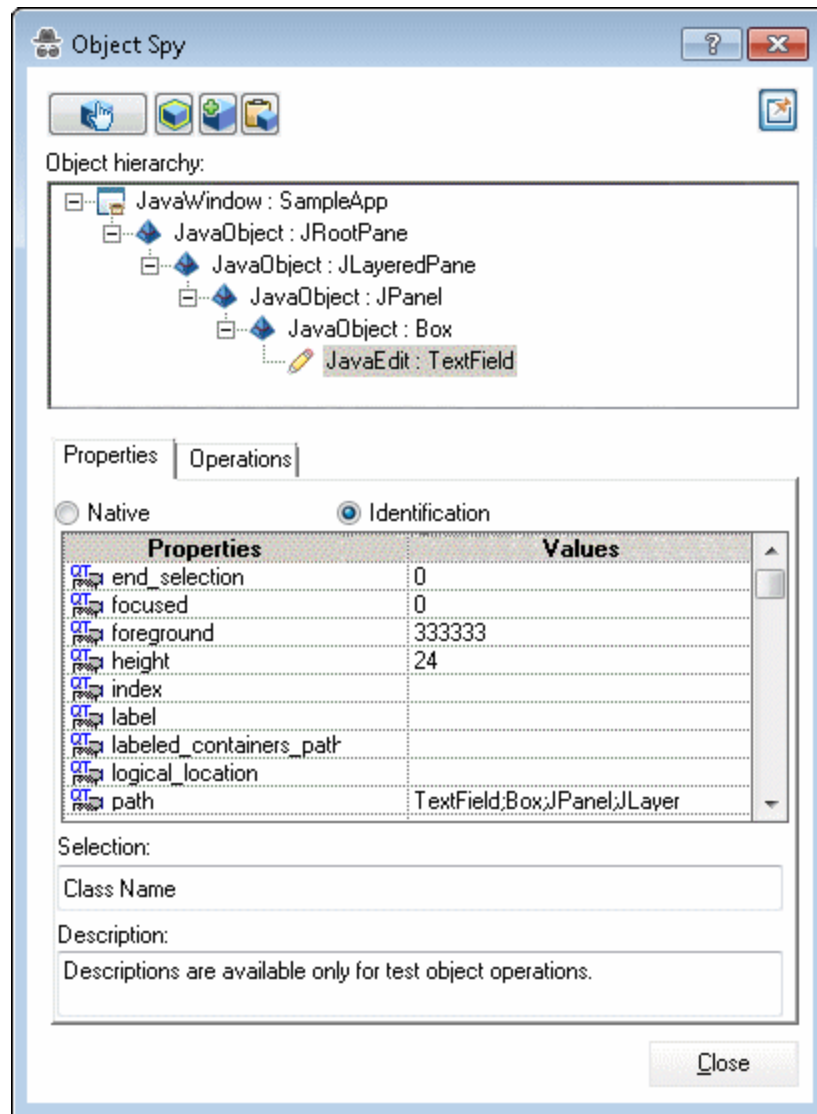 Object Spy
Object hierarchy:
JavaWindow : SampleApp
JavaObject : JRootPane
JavaObject : JLayeredPane
JavaObject : JPanel
JavaObject : Box
JavaEdit : TextField
Properties Operations
Native Identification
Properties Values
end_selection 0
focused 0
foreground 333333
height 24
index
label
labeled_containers_path
logical_location
path TextField;Box;JPanel;JLayer
Selection:
Class Name
Description:
Descriptions are available only for test object operations.
Close